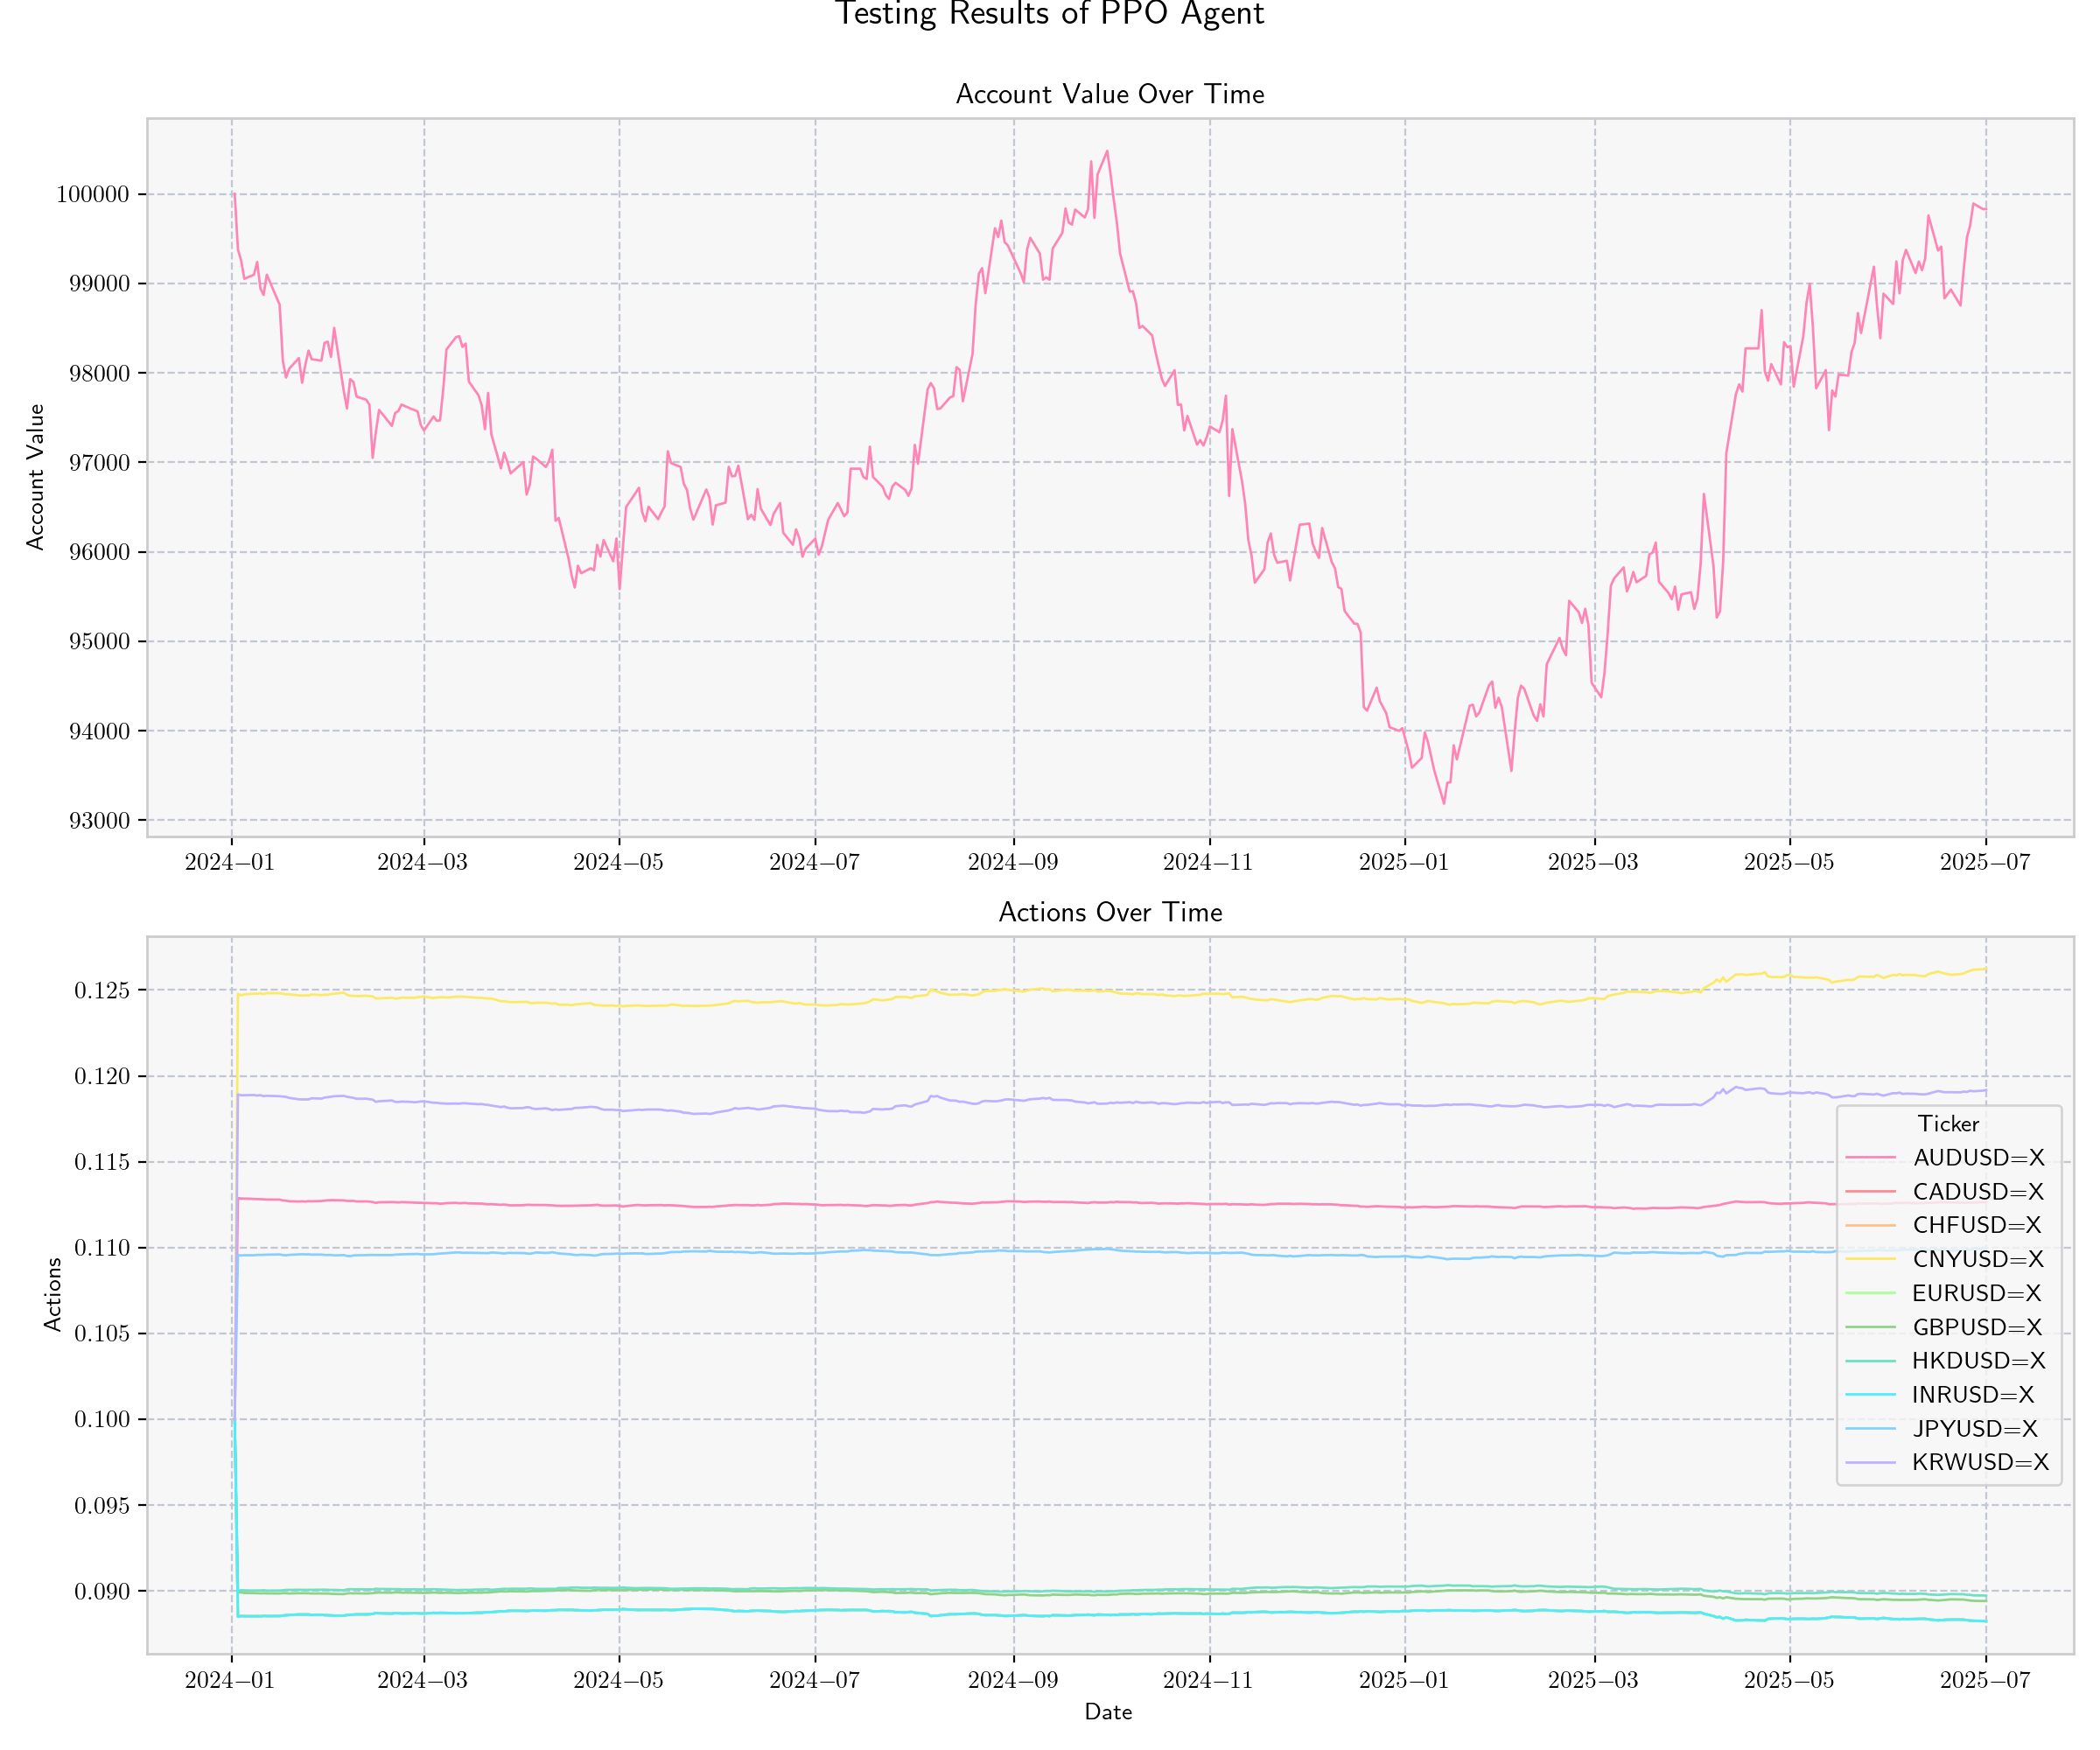 Testing Results of PPO Agent
Account Value Over Time
Account Value
100000
99000
98000
97000
96000
95000
94000
93000
2024−01 2024−03 2024−05 2024−07 2024−09 2024−11 2025−01 2025−03 2025−05 2025−07
Actions Over Time
Actions
0.125
0.120
0.115
0.110
0.105
0.100
0.095
0.090
Ticker
AUDUSD=X
CADUSD=X
CHFUSD=X
CNYUSD=X
EURUSD=X
GBPUSD=X
HKDUSD=X
INRUSD=X
JPYUSD=X
KRWUSD=X
2024−01 2024−03 2024−05 2024−07 2024−09 2024−11 2025−01 2025−03 2025−05 2025−07
Date